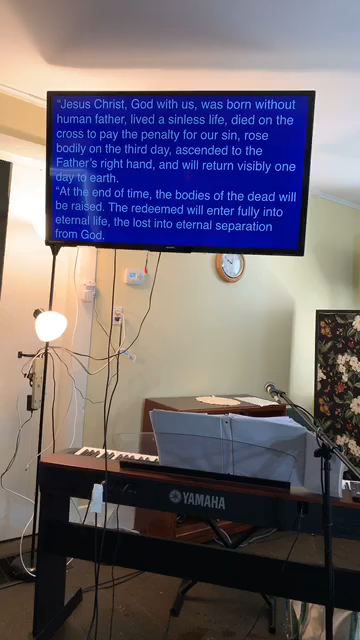 “Jesus Christ, God with us, was born without
human father, lived a sinless life, died on the
cross to pay the penalty for our sin, rose
bodily on the third day, ascended to the
Father’s right hand, and will return visibly one
day to earth.
“At the end of time, the bodies of the dead will
be raised. The redeemed will enter fully into
eternal life, the lost into eternal separation
from God.
YAMAHA